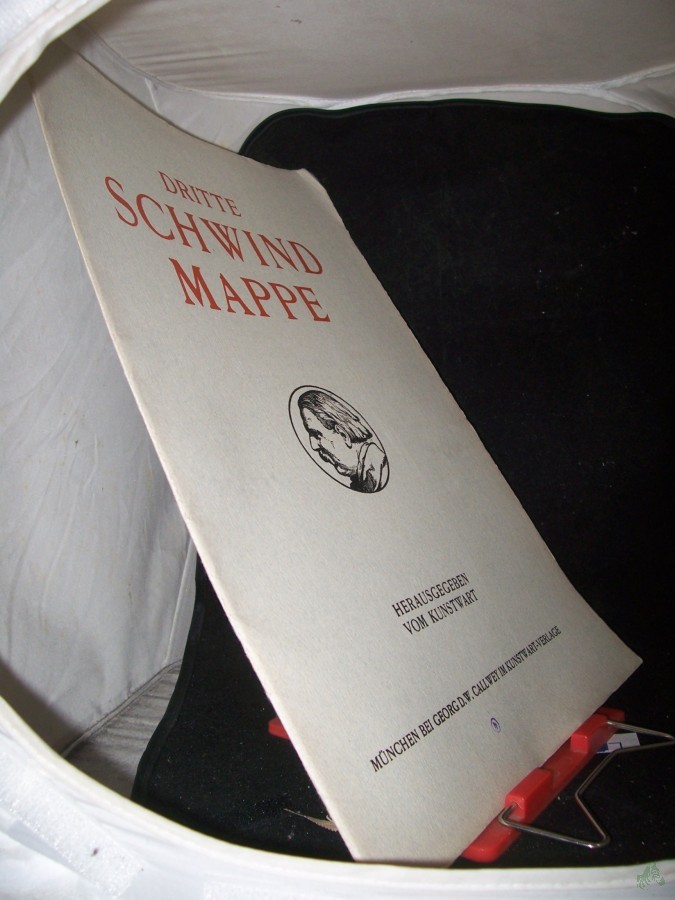 DRITTE
SCHWIND
MAPPE
HERAUSGEGEBEN
VOM KUNSTWART
MÜNCHEN BEI GEORG D.W. CALLWEY IM KUNSTWART-VERLAGE